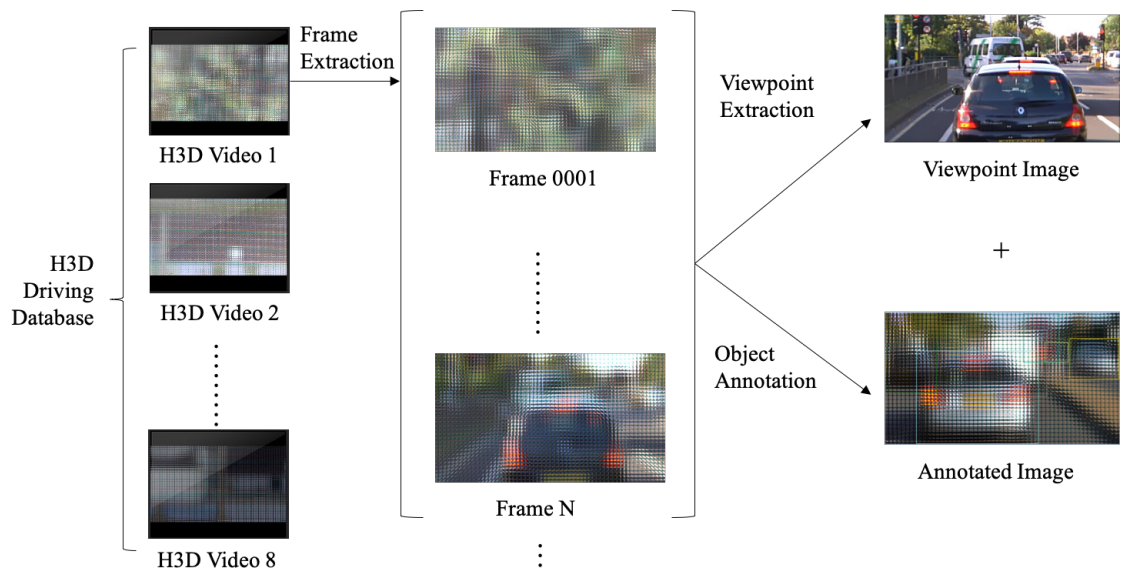 H3D
Driving
Database
H3D Video 1
H3D Video 2
H3D Video 8
Frame
Extraction
Frame 0001
Frame N
Viewpoint
Extraction
Object
Annotation
Viewpoint Image
+
Annotated Image